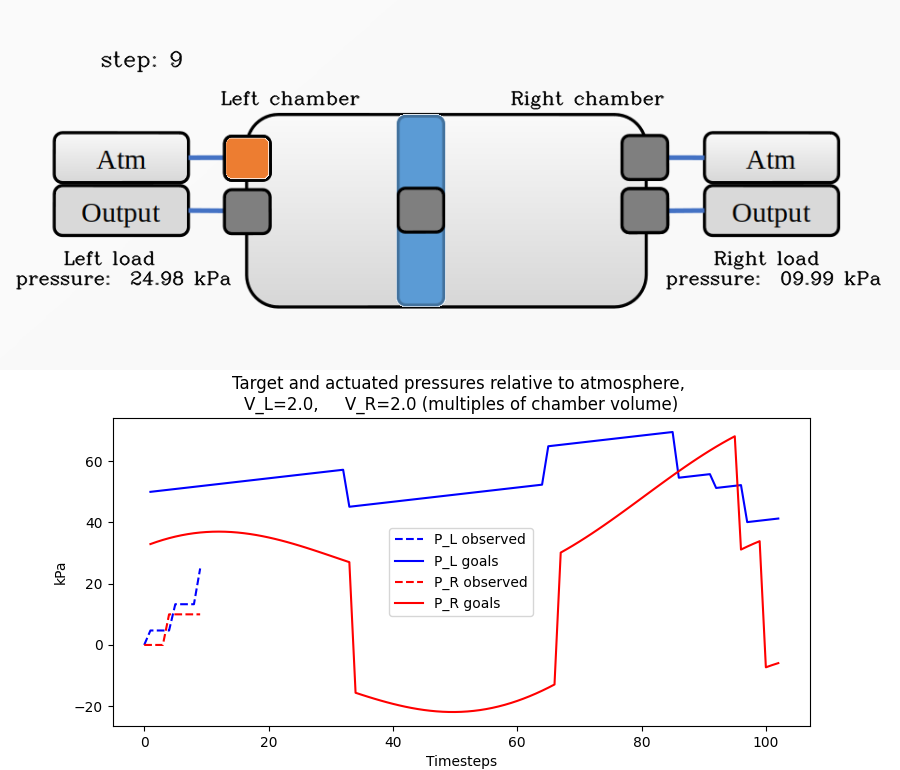 step: 9
Left chamber
Right chamber
Atm
Atm
Output
Output
Left load
pressure: 24.98 kPa
Right load
pressure: 09.99 kPa
Target and actuated pressures relative to atmosphere,
V_L=2.0, V_R=2.0 (multiples of chamber volume)
60
40
20
0
−20
kPa
P_L observed
P_L goals
P_R observed
P_R goals
0 20 40 60 80 100
Timesteps